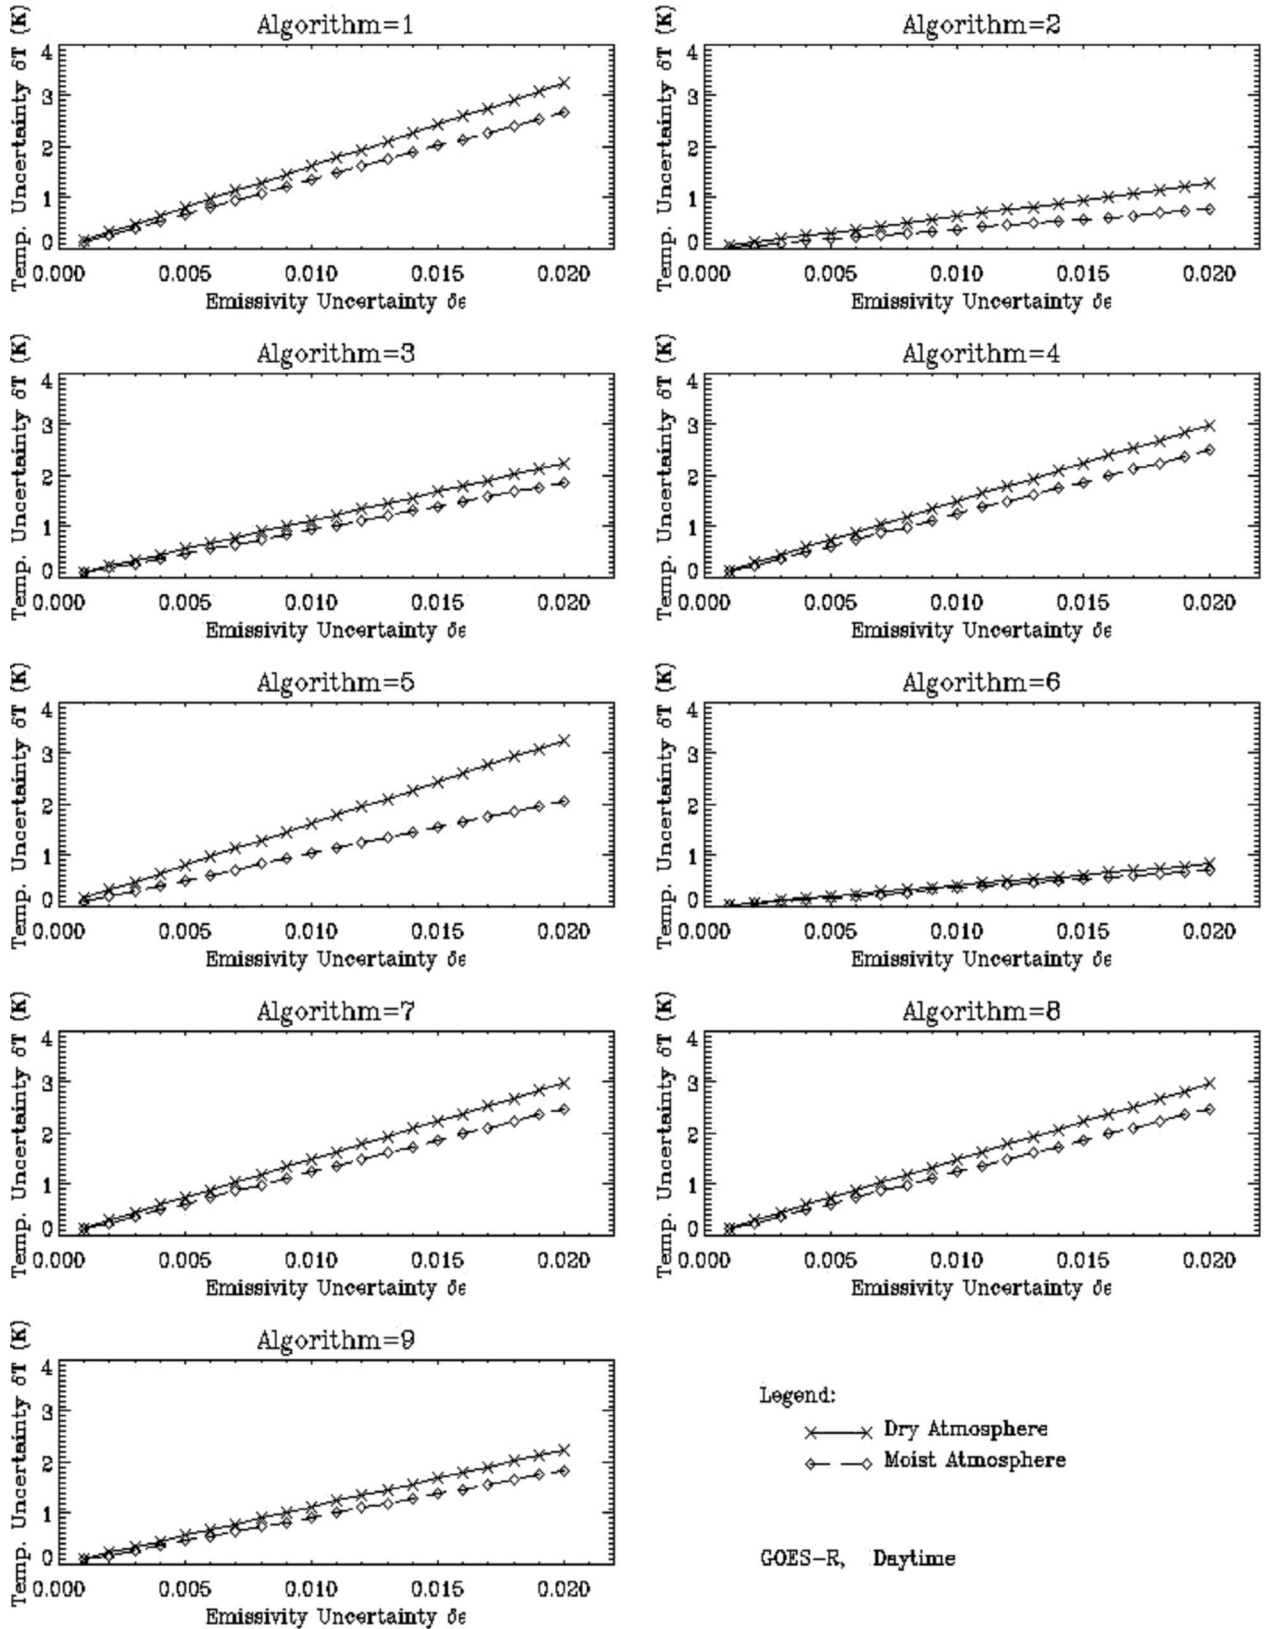 Algorithm=1
Temp. Uncertainty δT (K)
4
3
2
1
0
0.000 0.005 0.010 0.015 0.020
Emissivity Uncertainty δϵ
Algorithm=2
Temp. Uncertainty δT (K)
4
3
2
1
0
0.000 0.005 0.010 0.015 0.020
Emissivity Uncertainty δϵ
Algorithm=3
Temp. Uncertainty δT (K)
4
3
2
1
0
0.000 0.005 0.010 0.015 0.020
Emissivity Uncertainty δϵ
Algorithm=4
Temp. Uncertainty δT (K)
4
3
2
1
0
0.000 0.005 0.010 0.015 0.020
Emissivity Uncertainty δϵ
Algorithm=5
Temp. Uncertainty δT (K)
4
3
2
1
0
0.000 0.005 0.010 0.015 0.020
Emissivity Uncertainty δϵ
Algorithm=6
Temp. Uncertainty δT (K)
4
3
2
1
0
0.000 0.005 0.010 0.015 0.020
Emissivity Uncertainty δϵ
Algorithm=7
Temp. Uncertainty δT (K)
4
3
2
1
0
0.000 0.005 0.010 0.015 0.020
Emissivity Uncertainty δϵ
Algorithm=8
Temp. Uncertainty δT (K)
4
3
2
1
0
0.000 0.005 0.010 0.015 0.020
Emissivity Uncertainty δϵ
Algorithm=9
Temp. Uncertainty δT (K)
4
3
2
1
0
0.000 0.005 0.010 0.015 0.020
Emissivity Uncertainty δϵ
Legend:
Dry Atmosphere
Moist Atmosphere
GOES-R, Daytime